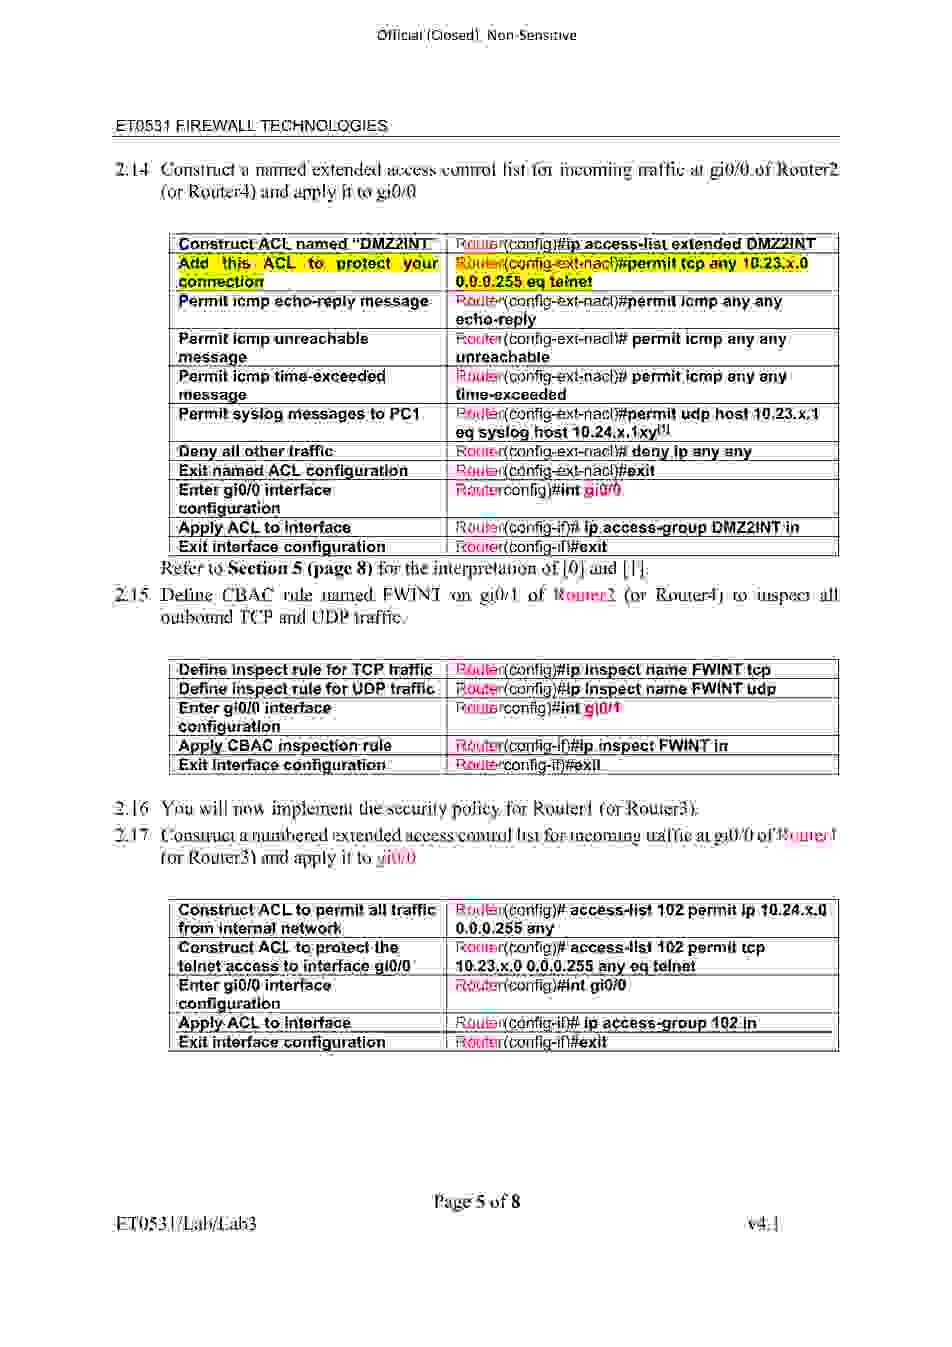 Official (Closed), Non-Sensitive
ET0531 FIREWALL TECHNOLOGIES
2.14 Construct a named extended access control list for incoming traffic at gi0/0 of Router2
(or Router4) and apply it to gi0/0
Construct ACL named "DMZ2INT" Router(config)#ip access-list extended DMZ2INT
Add this ACL to protect your Router(config-ext-nacl)#permit tcp any 10.23.x.0
connection 0.0.0.255 eq telnet
Permit icmp echo-reply message Router(config-ext-nacl)#permit icmp any any
echo-reply
Permit icmp unreachable Router(config-ext-nacl)# permit icmp any any
message unreachable
Permit icmp time-exceeded Router(config-ext-nacl)# permit icmp any any
message time-exceeded
Permit syslog messages to PC1 Router(config-ext-nacl)#permit udp host 10.23.x.1
eq syslog host 10.24.x.1xy[1]
Deny all other traffic Router(config-ext-nacl)# deny ip any any
Exit named ACL configuration Router(config-ext-nacl)#exit
Enter gi0/0 interface Routerconfig)#int gi0/0
configuration
Apply ACL to interface Router(config-if)# ip access-group DMZ2INT in
Exit interface configuration Router(config-if)#exit
Refer to Section 5 (page 8) for the interpretation of [0] and [1].
2.15 Define CBAC rule named FWINT on gi0/1 of Router2 (or Router4) to inspect all
outbound TCP and UDP traffic.
Define inspect rule for TCP traffic Router(config)#ip inspect name FWINT tcp
Define inspect rule for UDP traffic Router(config)#ip inspect name FWINT udp
Enter gi0/0 interface Routerconfig)#int gi0/1
configuration
Apply CBAC inspection rule Router(config-if)#ip inspect FWINT in
Exit interface configuration Routerconfig-if)#exit
2.16 You will now implement the security policy for Router1 (or Router3).
2.17 Construct a numbered extended access control list for incoming traffic at gi0/0 of Router1
(or Router3) and apply it to gi0/0
Construct ACL to permit all traffic Router(config)# access-list 102 permit ip 10.24.x.0
from internal network 0.0.0.255 any
Construct ACL to protect the Router(config)# access-list 102 permit tcp
telnet access to interface gi0/0 10.23.x.0 0.0.0.255 any eq telnet
Enter gi0/0 interface Router(config)#int gi0/0
configuration
Apply ACL to interface Router(config-if)# ip access-group 102 in
Exit interface configuration Router(config-if)#exit
Page 5 of 8
ET0531/Lab/Lab3 v4.1